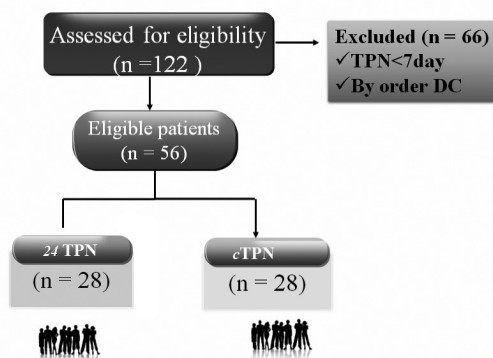 Assessed for eligibility
(n =122 )
Excluded (n = 66)
✓TPN<7day
✓By order DC
Eligible patients
(n = 56)
24 TPN
(n = 28)
cTPN
(n = 28)